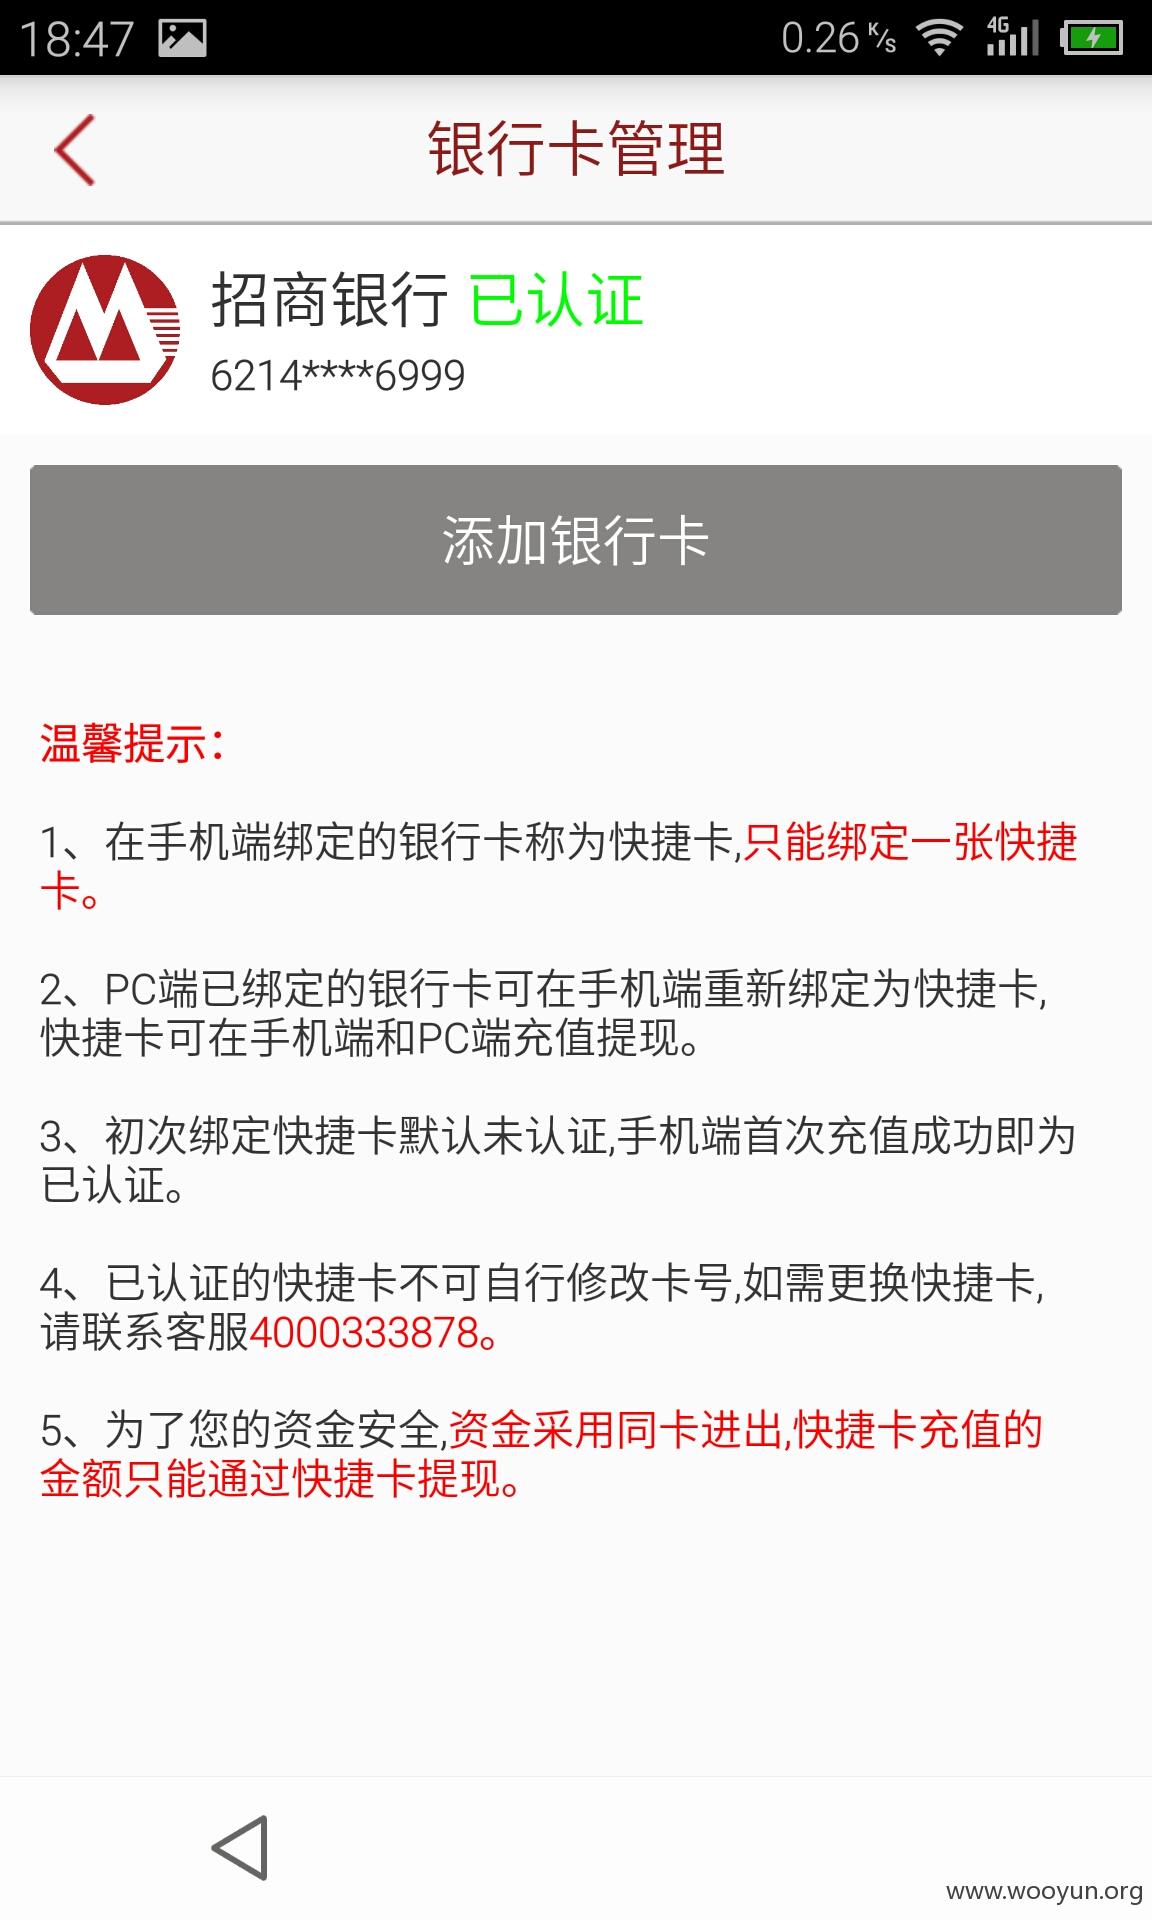 18:47 0.26 K/s 4G
银行卡管理
招商银行 已认证
6214****6999
添加银行卡
温馨提示：
1、在手机端绑定的银行卡称为快捷卡,只能绑定一张快捷
卡。
2、PC端已绑定的银行卡可在手机端重新绑定为快捷卡,
快捷卡可在手机端和PC端充值提现。
3、初次绑定快捷卡默认未认证,手机端首次充值成功即为
已认证。
4、已认证的快捷卡不可自行修改卡号,如需更换快捷卡,
请联系客服4000333878。
5、为了您的资金安全,资金采用同卡进出,快捷卡充值的
金额只能通过快捷卡提现。
www.wooyun.org